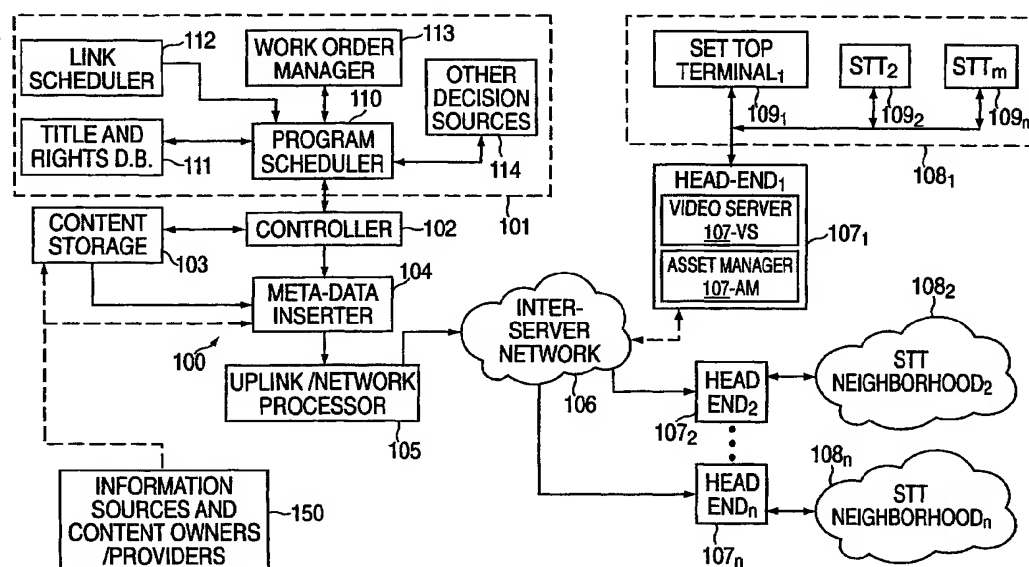 112
LINK
SCHEDULER
WORK ORDER
MANAGER
113
110
OTHER
DECISION
SOURCES
114
TITLE AND
RIGHTS D.B.
111
PROGRAM
SCHEDULER
101
CONTENT
STORAGE
103
CONTROLLER
102
META-DATA
INSERTER
104
100
UPLINK /NETWORK
PROCESSOR
105
INFORMATION
SOURCES AND
CONTENT OWNERS
/PROVIDERS
150
INTER-
SERVER
NETWORK
106
SET TOP
TERMINAL1
1091
STT2
1092
STTm
109n
1081
HEAD-END1
VIDEO SERVER
107-VS
ASSET MANAGER
107-AM
1071
HEAD
END2
1072
1082
STT
NEIGHBORHOOD2
HEAD
ENDn
107n
108n
STT
NEIGHBORHOODn